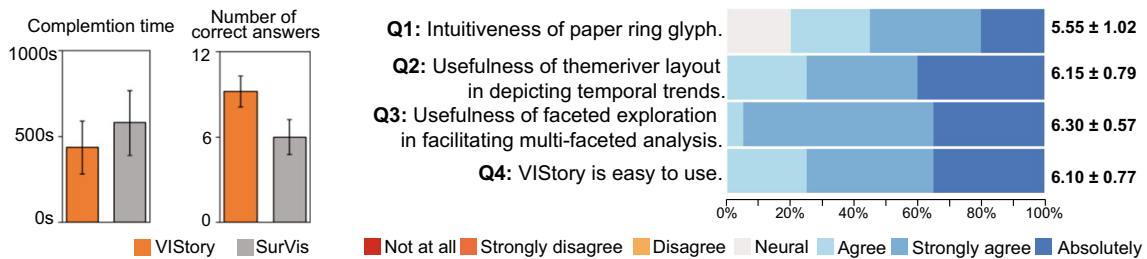 Complemtion time
1000s
500s
0s
Number of
correct answers
12
6
0
VIStory
SurVis
Q1: Intuitiveness of paper ring glyph.
5.55 ± 1.02
Q2: Usefulness of themeriver layout
in depicting temporal trends.
6.15 ± 0.79
Q3: Usefulness of faceted exploration
in facilitating multi-faceted analysis.
6.30 ± 0.57
Q4: VIStory is easy to use.
6.10 ± 0.77
0% 20% 40% 60% 80% 100%
Not at all Strongly disagree Disagree Neural Agree Strongly agree Absolutely